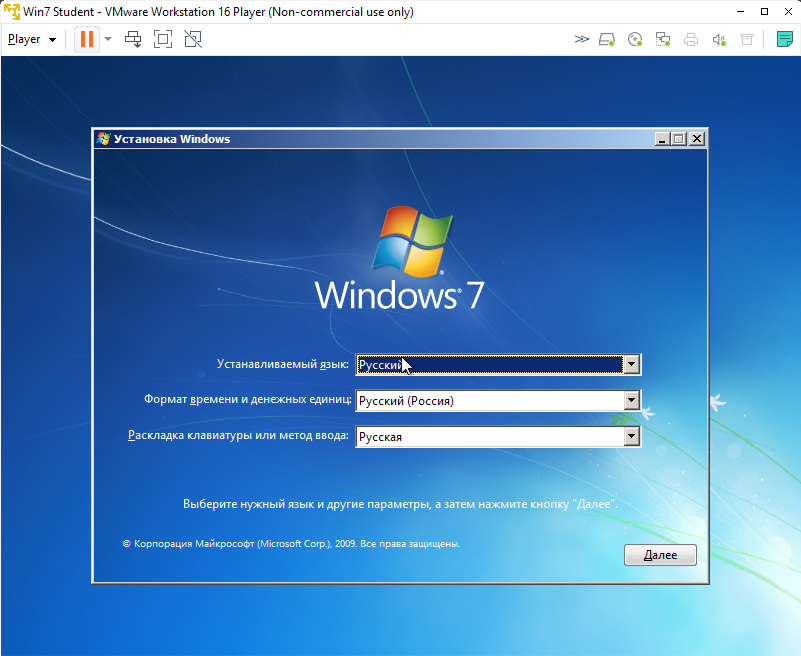 Win7 Student - VMware Workstation 16 Player (Non-commercial use only)
Player
Установка Windows
Windows® 7
Устанавливаемый язык: Русский
Формат времени и денежных единиц: Русский (Россия)
Раскладка клавиатуры или метод ввода: Русская
Выберите нужный язык и другие параметры, а затем нажмите кнопку "Далее".
© Корпорация Майкрософт (Microsoft Corp.), 2009. Все права защищены.
Далее